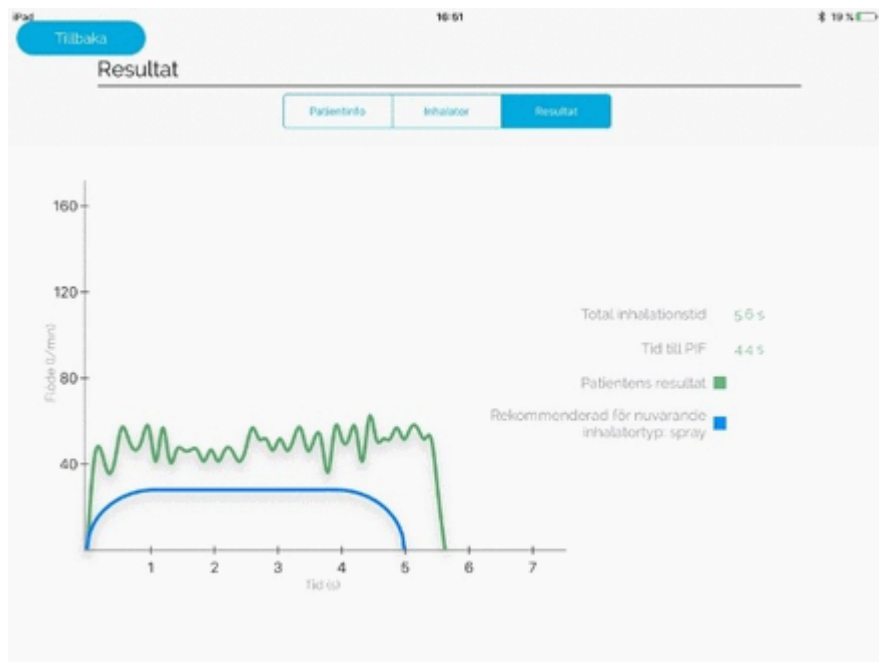 iPad
16:51
19 %
Tillbaka
Resultat
Patientinfo
Inhalator
Resultat
160
120
80
40
Flöde (L/min)
1
2
3
4
5
6
7
Tid (s)
Total inhalationstid 5.6 s
Tid till PIF 4.4 s
Patientens resultat
Rekommenderad för nuvarande
inhalatortyp: spray